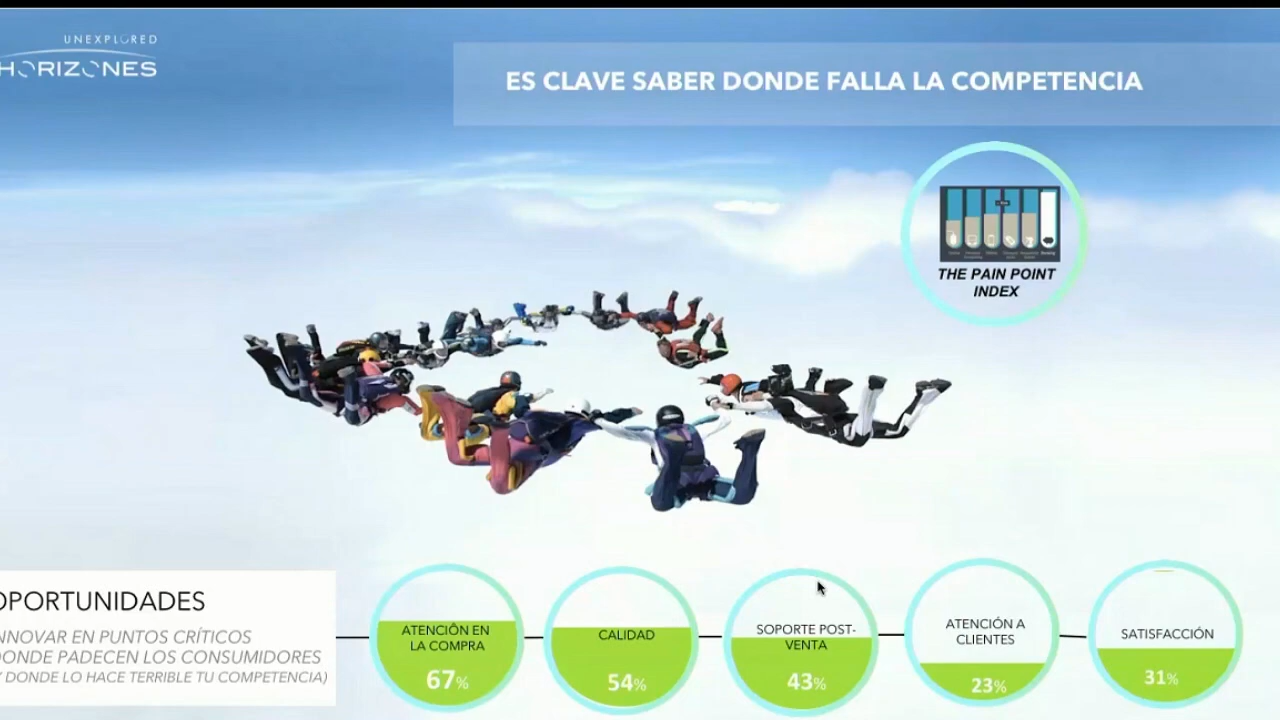 UNEXPLORED
HORIZONES
ES CLAVE SABER DONDE FALLA LA COMPETENCIA
THE PAIN POINT
INDEX
OPORTUNIDADES
NNOVAR EN PUNTOS CRÍTICOS
DONDE PADECEN LOS CONSUMIDORES
Y DONDE LO HACE TERRIBLE TU COMPETENCIA)
ATENCIÔN EN
LA COMPRA
67%
CALIDAD
54%
SOPORTE POST-
VENTA
43%
ATENCIÓN A
CLIENTES
23%
SATISFACCIÓN
31%